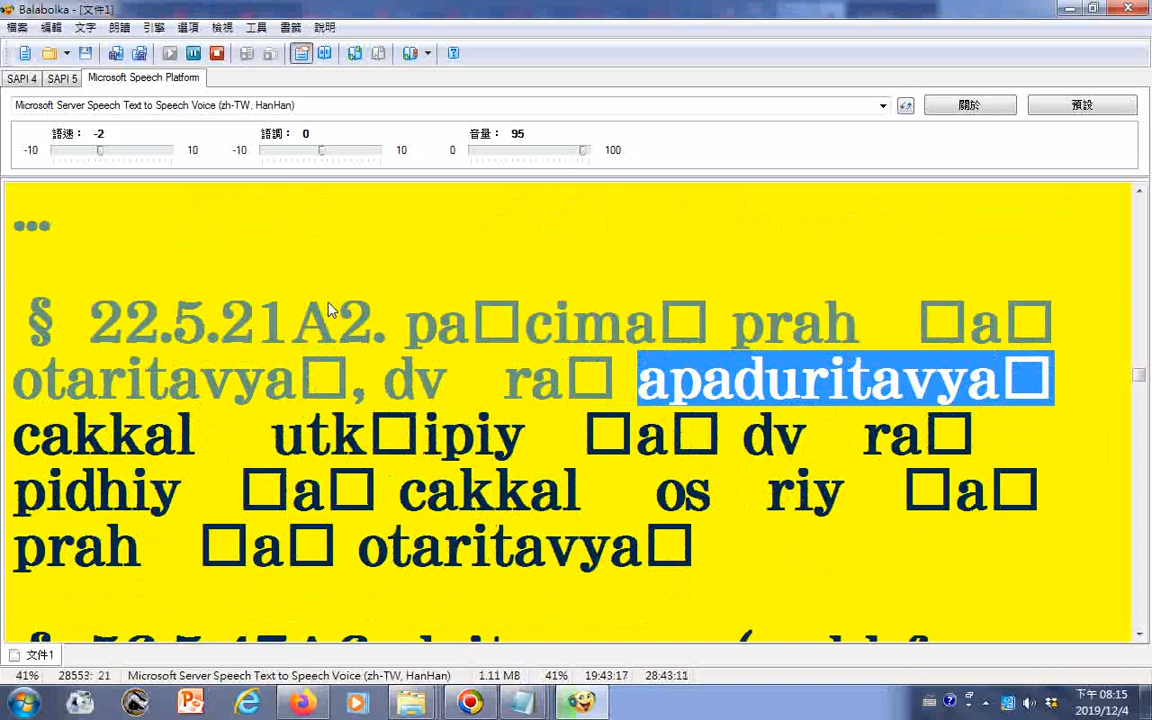 Balabolka - [文件1]
檔案 編輯 文字 朗讀 引擎 選項 檢視 工具 書籤 說明
SAPI 4 SAPI 5 Microsoft Speech Platform
Microsoft Server Speech Text to Speech Voice (zh-TW, HanHan) 關於 預設
語速： -2 語調： 0 音量： 95
-10 10 -10 10 0 100
•••
§ 22.5.21A2. pa□cima□ prah □a□
otaritavya□, dv ra□ apaduritavya□
cakkal utk□ipiy □a□ dv ra□
pidhiy □a□ cakkal os riy □a□
prah □a□ otaritavya□
文件1
41% 28553: 21 Microsoft Server Speech Text to Speech Voice (zh-TW, HanHan) 1.11 MB 41% 19:43:17 28:43:11
下午 08:15
2019/12/4